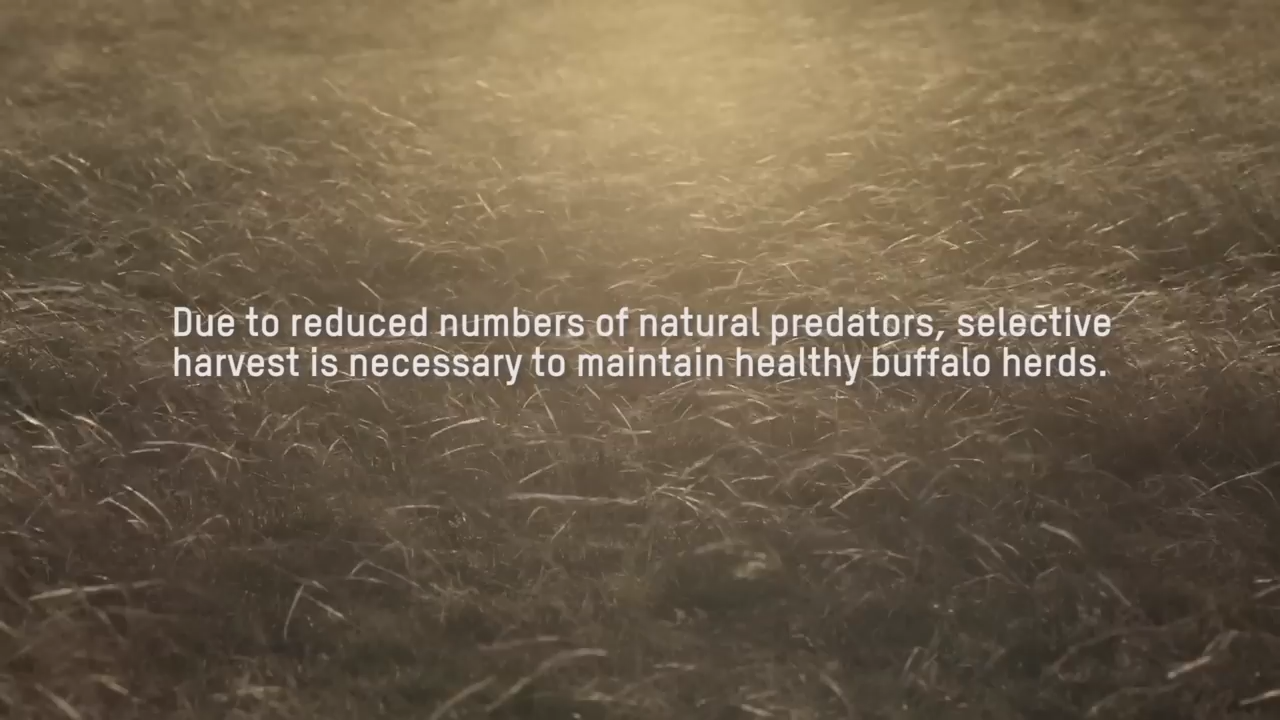 Due to reduced numbers of natural predators, selective
harvest is necessary to maintain healthy buffalo herds.